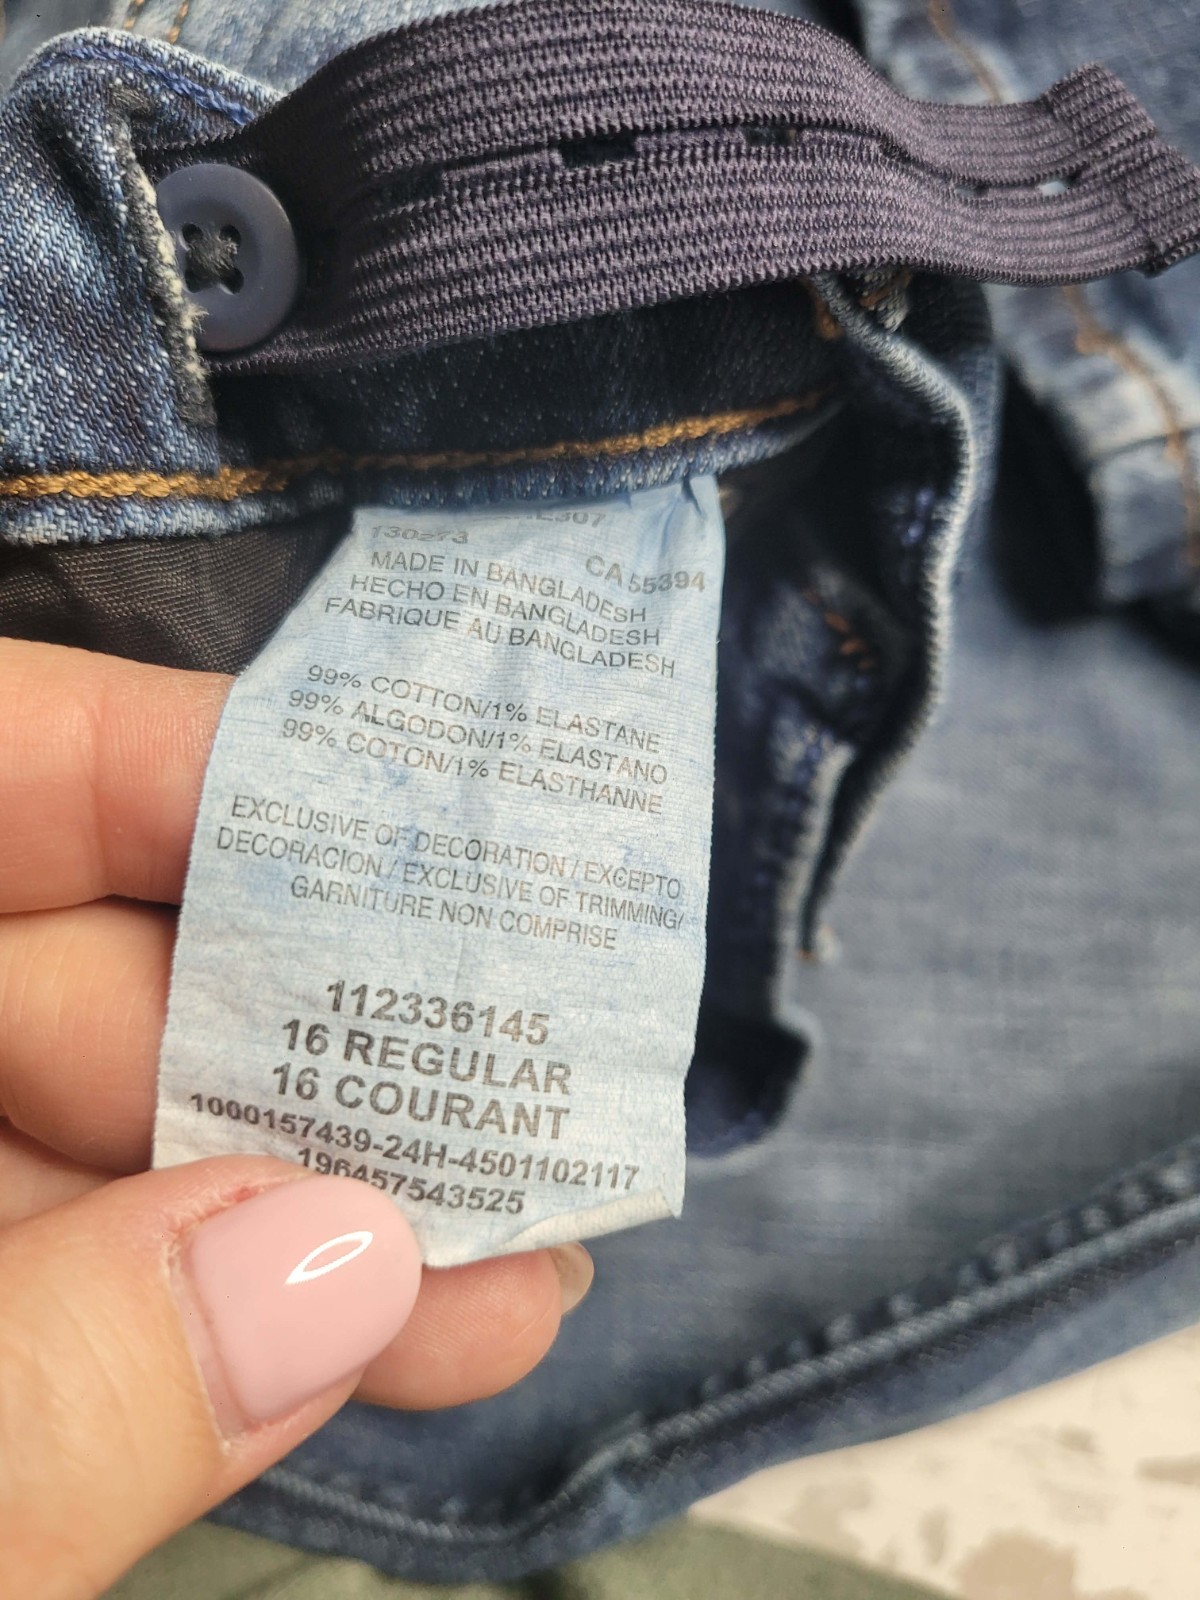 130273
CA 55394
MADE IN BANGLADESH
HECHO EN BANGLADESH
FABRIQUE AU BANGLADESH
99% COTTON/1% ELASTANE
99% ALGODON/1% ELASTANO
99% COTON/1% ELASTHANNE
EXCLUSIVE OF DECORATION / EXCEPTO
DECORACION / EXCLUSIVE OF TRIMMING/
GARNITURE NON COMPRISE
112336145
16 REGULAR
16 COURANT
1000157439-24H-4501102117
196457543525